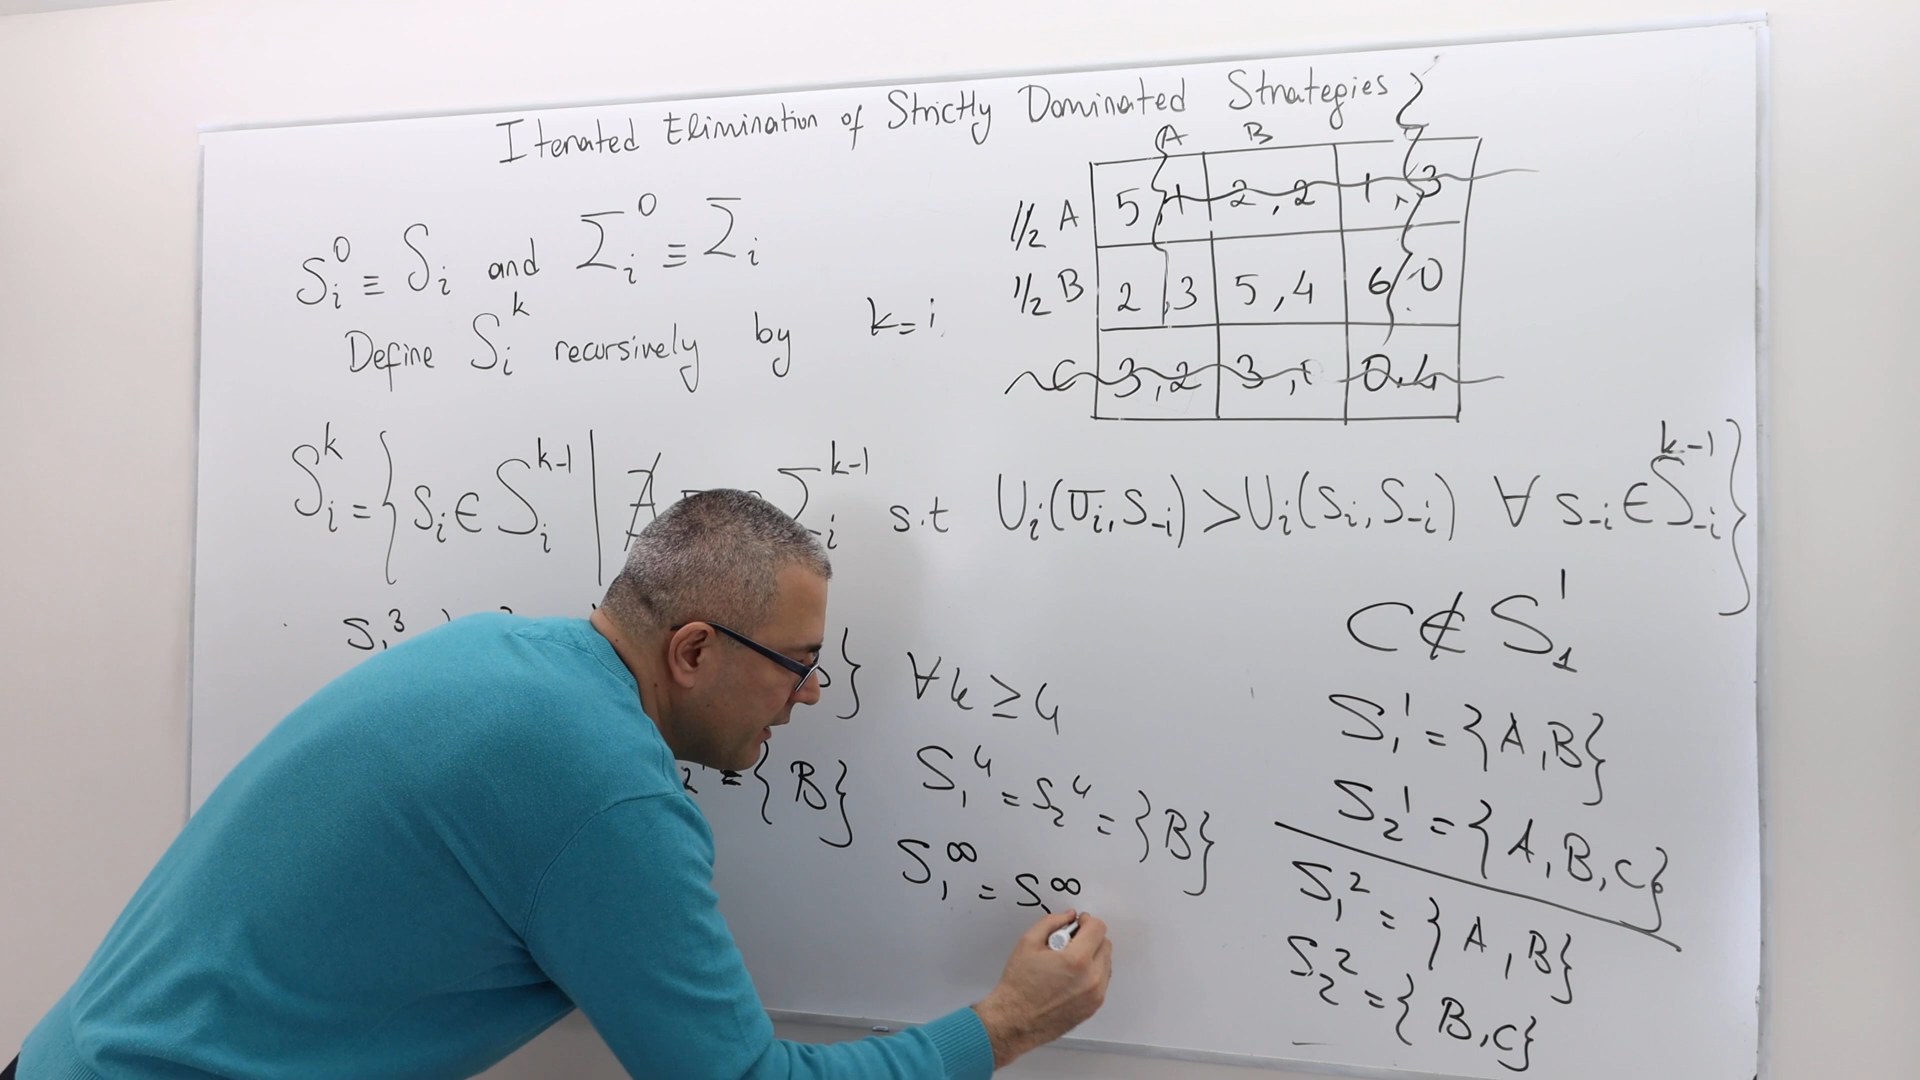 Iterated Elimination of Strictly Dominated Strategies
A B
1/2 A 5,1 2,2 1,3
1/2 B 2,3 5,4 6,0
C 3,2 3,1 0,4
S_i^0 ≡ S_i and Σ_i^0 ≡ Σ_i
Define S_i^k recursively by k=i
S_i^k = { s_i ∈ S_i^{k-1} | ∄ Σ_i^{k-1} s.t U_i(σ_i, s_{-i}) > U_i(s_i, s_{-i}) ∀ s_{-i} ∈ S_{-i}^{k-1} }
C ∉ S_1^1
S_1^1 = {A,B}
S_2^1 = {A,B,C}
S_1^2 = {A,B}
S_2^2 = {B,C}
S_1^3
= {B}
∀k ≥ 4
S_1^4 = S_2^4 = {B}
S_1^∞ = S^∞